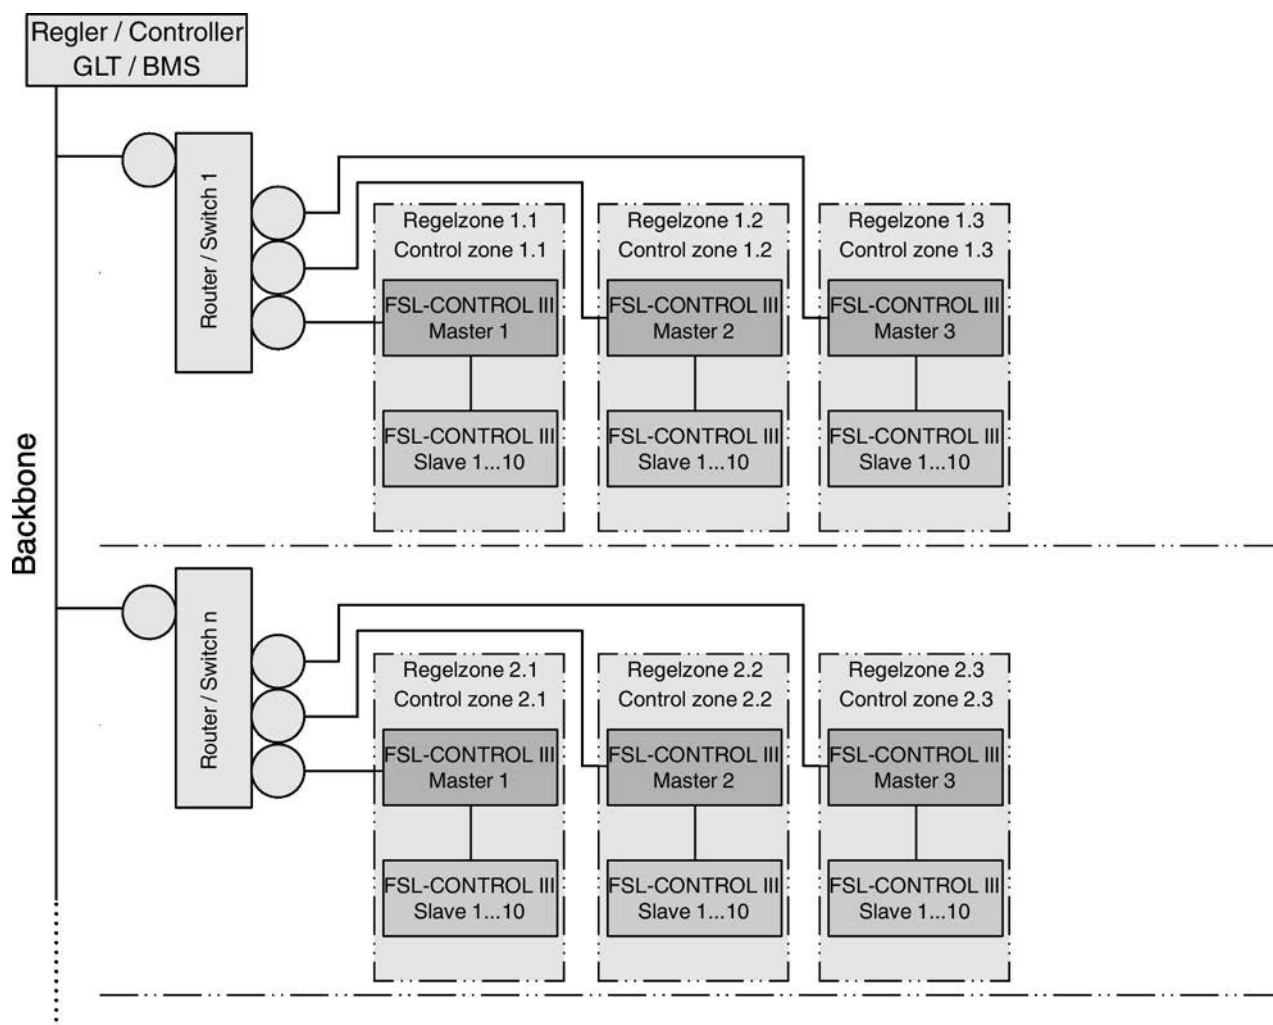 Regler / Controller
GLT / BMS
Backbone
Router / Switch 1
Regelzone 1.1
Control zone 1.1
FSL-CONTROL III
Master 1
FSL-CONTROL III
Slave 1...10
Regelzone 1.2
Control zone 1.2
FSL-CONTROL III
Master 2
FSL-CONTROL III
Slave 1...10
Regelzone 1.3
Control zone 1.3
FSL-CONTROL III
Master 3
FSL-CONTROL III
Slave 1...10
Router / Switch n
Regelzone 2.1
Control zone 2.1
FSL-CONTROL III
Master 1
FSL-CONTROL III
Slave 1...10
Regelzone 2.2
Control zone 2.2
FSL-CONTROL III
Master 2
FSL-CONTROL III
Slave 1...10
Regelzone 2.3
Control zone 2.3
FSL-CONTROL III
Master 3
FSL-CONTROL III
Slave 1...10